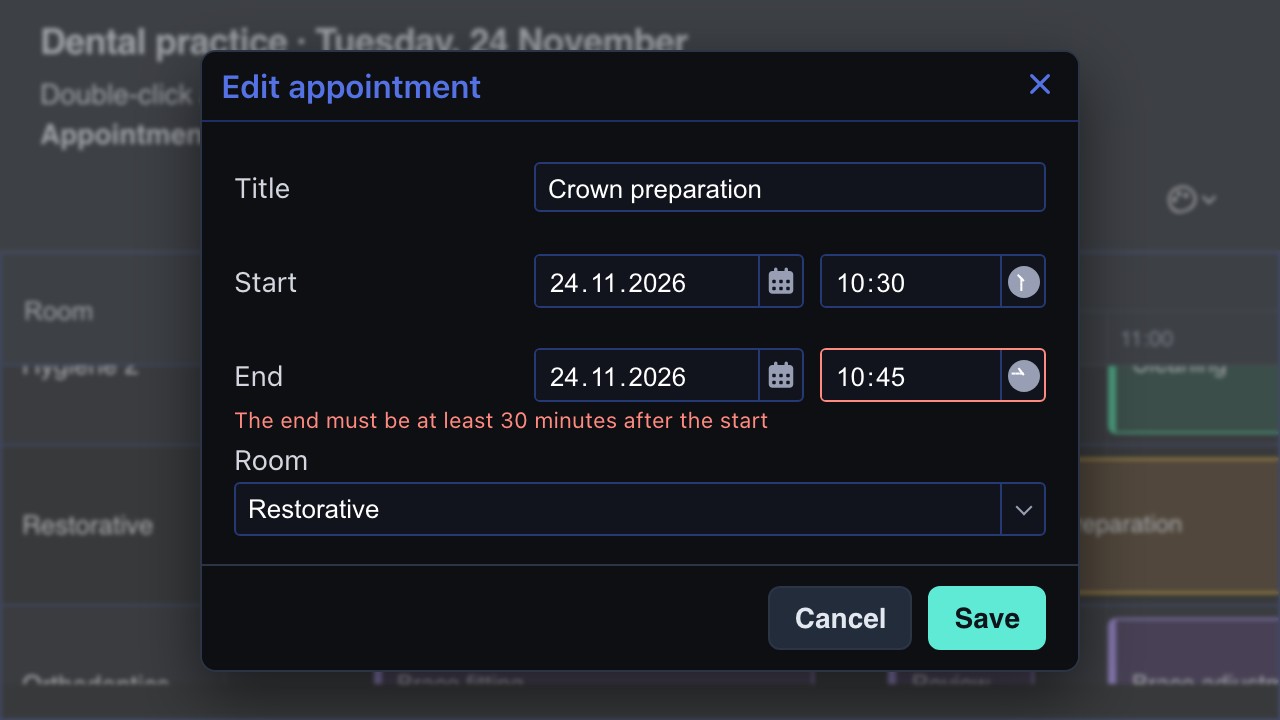 Dental practice · Tuesday, 24 November
Double-click
Edit appointment
Title
Crown preparation
Start
24.11.2026
10:30
Room
11:00
End
24.11.2026
10:45
The end must be at least 30 minutes after the start
Room
Restorative
Restorative
Cancel
Save